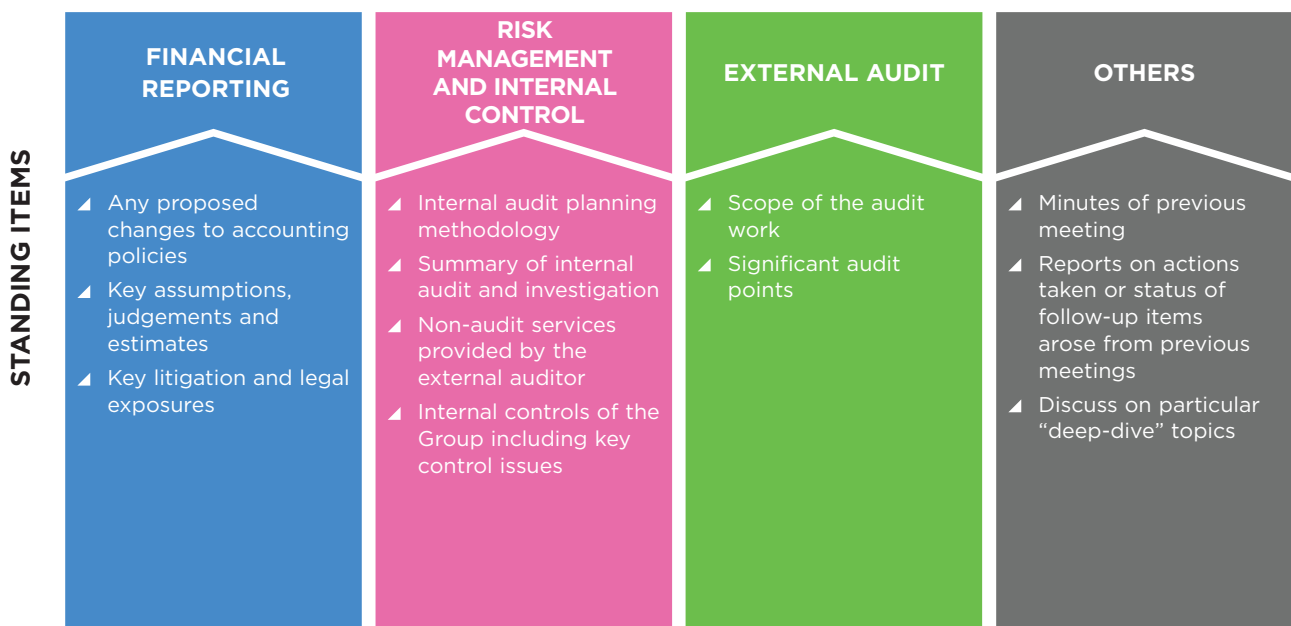 STANDING ITEMS
FINANCIAL
REPORTING
Any proposed
changes to accounting
policies
Key assumptions,
judgements and
estimates
Key litigation and legal
exposures
RISK
MANAGEMENT
AND INTERNAL
CONTROL
Internal audit planning
methodology
Summary of internal
audit and investigation
Non-audit services
provided by the
external auditor
Internal controls of the
Group including key
control issues
EXTERNAL AUDIT
Scope of the audit
work
Significant audit
points
OTHERS
Minutes of previous
meeting
Reports on actions
taken or status of
follow-up items
arose from previous
meetings
Discuss on particular
“deep-dive” topics